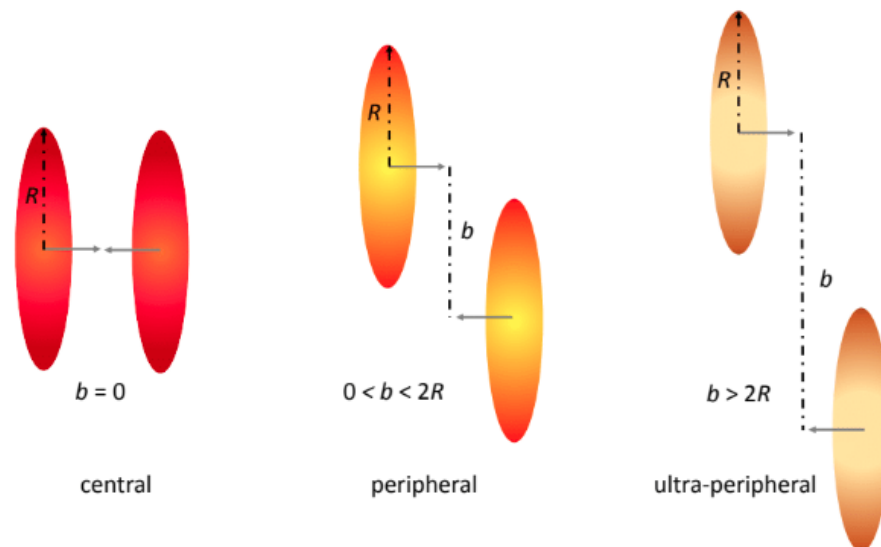 R
b = 0
central
R
b
0 < b < 2R
peripheral
R
b
b > 2R
ultra-peripheral